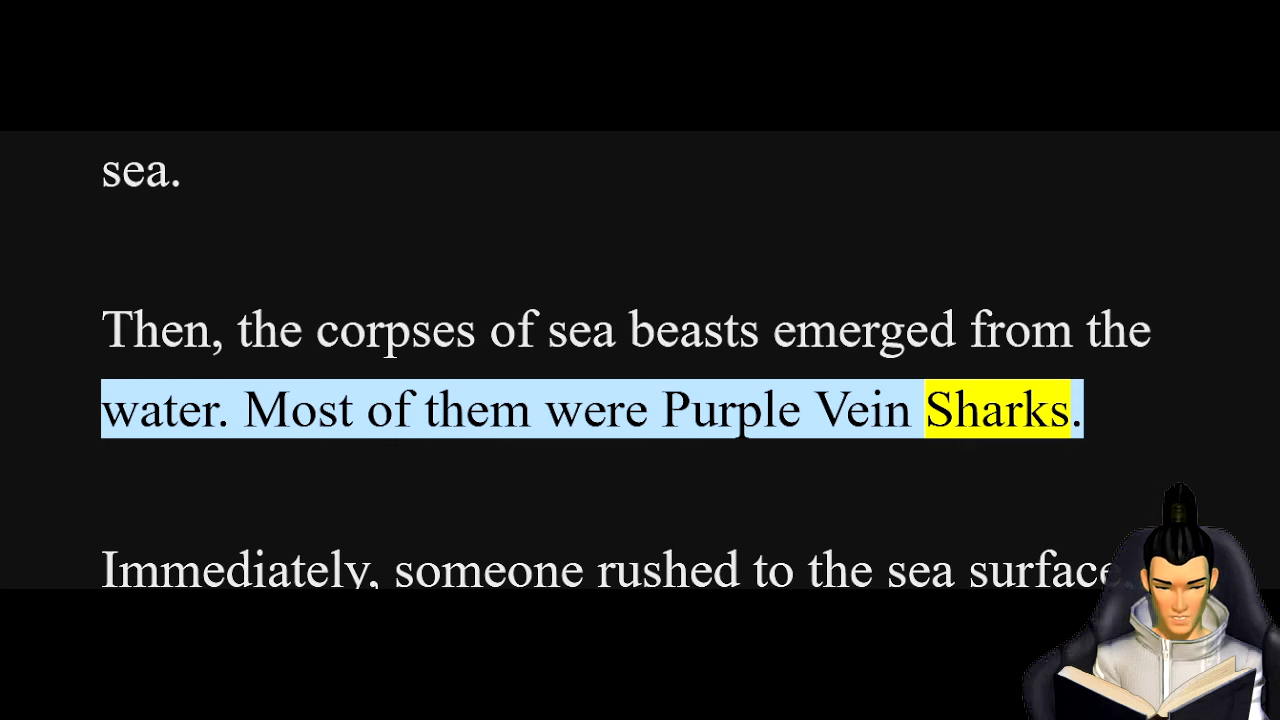 sea.
Then, the corpses of sea beasts emerged from the
water. Most of them were Purple Vein Sharks.
Immediately, someone rushed to the sea surface